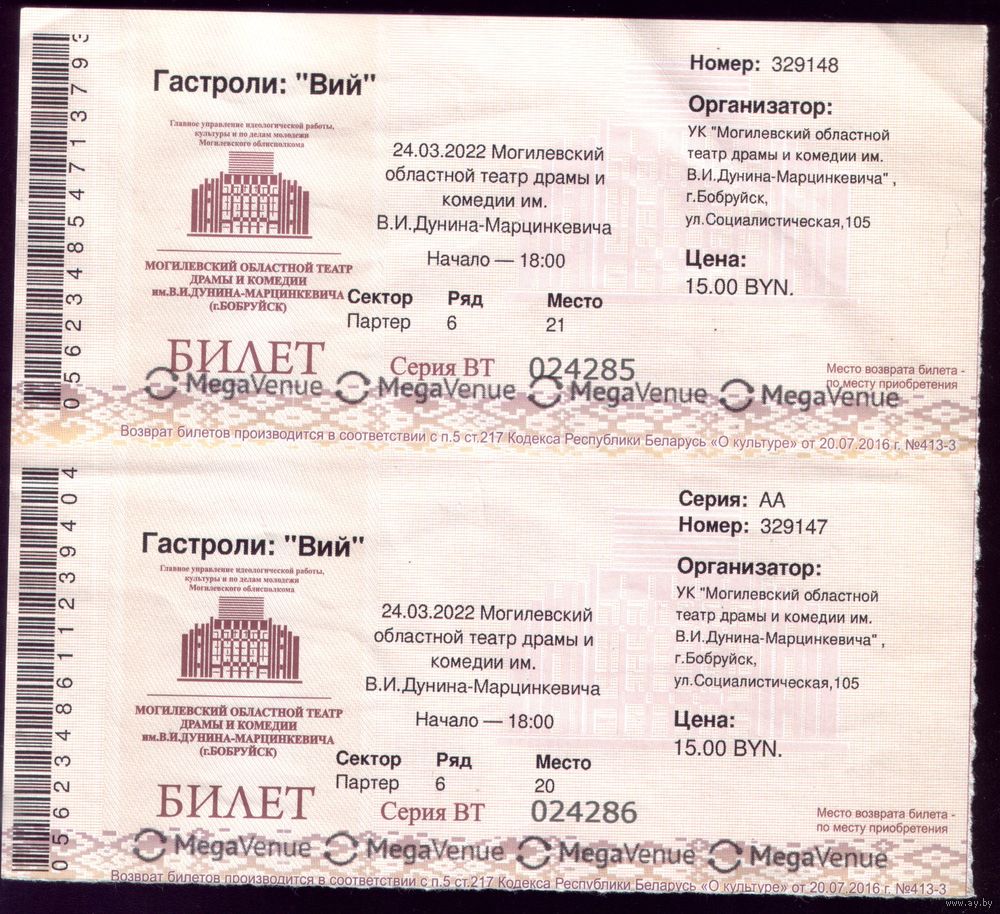 Гастроли: "Вий"
Главное управление идеологической работы,
культуры и по делам молодежи
Могилевского облисполкома
МОГИЛЕВСКИЙ ОБЛАСТНОЙ ТЕАТР
ДРАМЫ И КОМЕДИИ
им.В.И.ДУНИНА-МАРЦИНКЕВИЧА
(г.БОБРУЙСК)
БИЛЕТ
24.03.2022 Могилевский
областной театр драмы и
комедии им.
В.И.Дунина-Марцинкевича
Начало — 18:00
Сектор Ряд Место
Партер 6 21
Серия ВТ 024285
Номер: 329148
Организатор:
УК "Могилевский областной
театр драмы и комедии им.
В.И.Дунина-Марцинкевича" ,
г.Бобруйск,
ул.Социалистическая,105
Цена:
15.00 BYN.
Место возврата билета -
по месту приобретения
MegaVenue MegaVenue MegaVenue MegaVenue
Возврат билетов производится в соответствии с п.5 ст.217 Кодекса Республики Беларусь «О культуре» от 20.07.2016 г. №413-3
Гастроли: "Вий"
Главное управление идеологической работы,
культуры и по делам молодежи
Могилевского облисполкома
МОГИЛЕВСКИЙ ОБЛАСТНОЙ ТЕАТР
ДРАМЫ И КОМЕДИИ
им.В.И.ДУНИНА-МАРЦИНКЕВИЧА
(г.БОБРУЙСК)
БИЛЕТ
0562348611239404
24.03.2022 Могилевский
областной театр драмы и
комедии им.
В.И.Дунина-Марцинкевича
Начало — 18:00
Сектор Ряд Место
Партер 6 20
Серия ВТ 024286
Серия: АА
Номер: 329147
Организатор:
УК "Могилевский областной
театр драмы и комедии им.
В.И.Дунина-Марцинкевича" ,
г.Бобруйск,
ул.Социалистическая,105
Цена:
15.00 BYN.
Место возврата билета -
по месту приобретения
MegaVenue MegaVenue MegaVenue MegaVenue
Возврат билетов производится в соответствии с п.5 ст.217 Кодекса Республики Беларусь «О культуре» от 20.07.2016 г. №413-3
www.ay.by